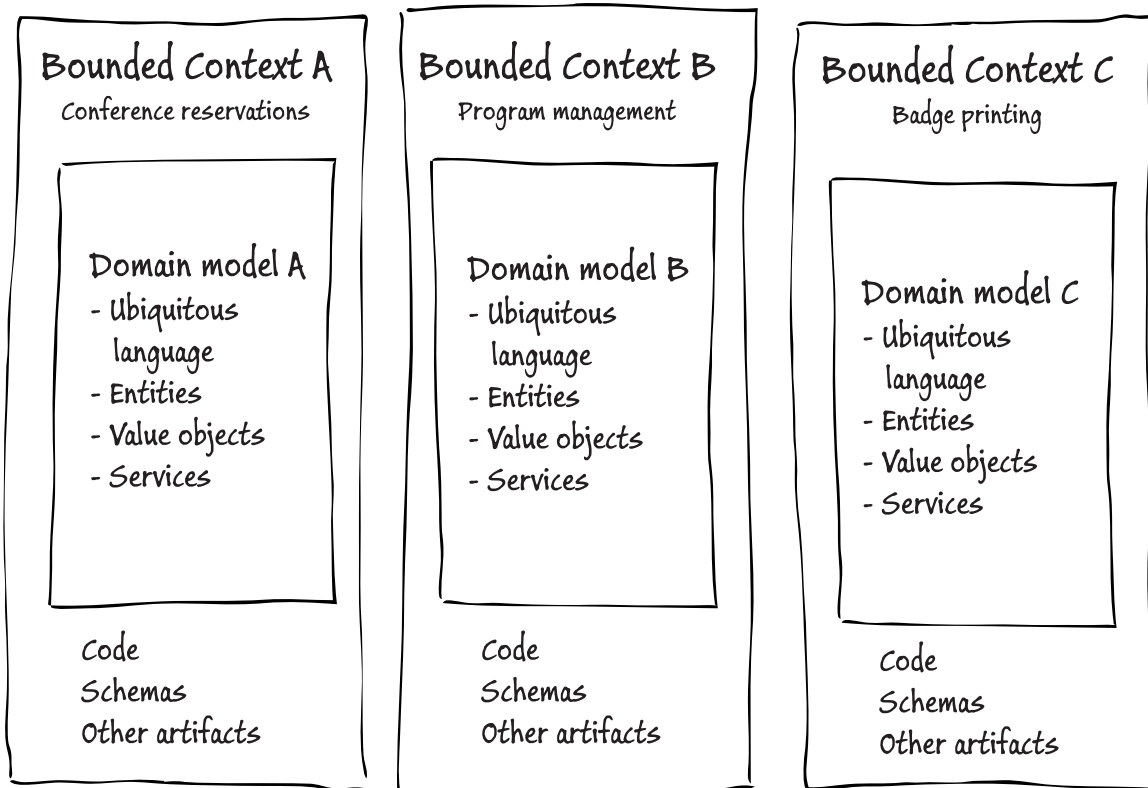 Bounded Context A
Conference reservations
Domain model A
- Ubiquitous
language
- Entities
- Value objects
- Services
Code
Schemas
Other artifacts
Bounded Context B
Program management
Domain model B
- Ubiquitous
language
- Entities
- Value objects
- Services
Code
Schemas
Other artifacts
Bounded Context C
Badge printing
Domain model C
- Ubiquitous
language
- Entities
- Value objects
- Services
Code
Schemas
Other artifacts